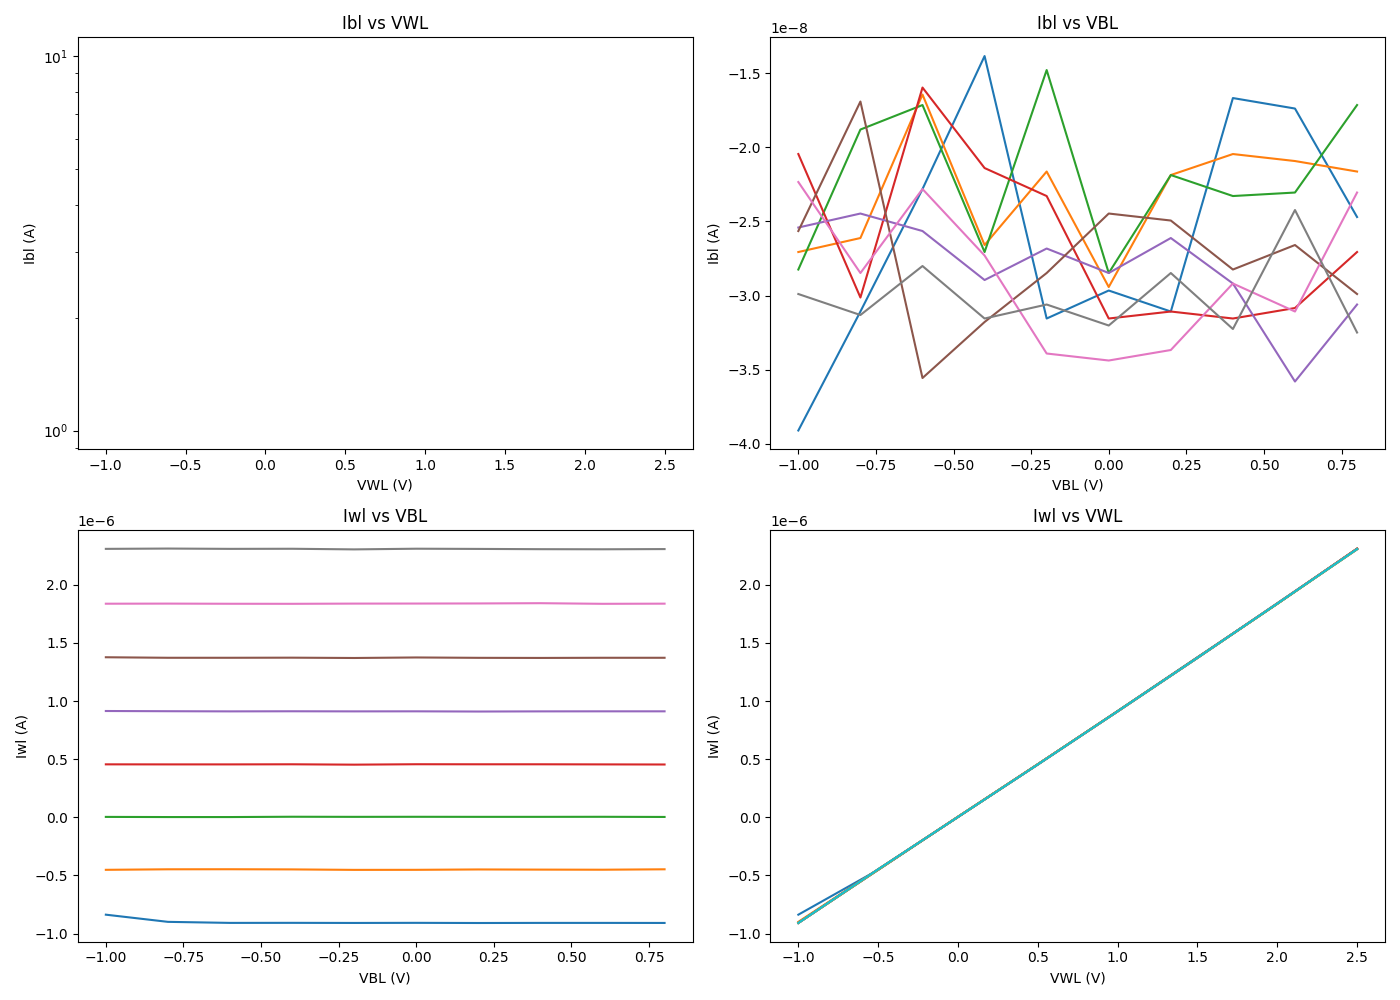 Ibl vs VWL
Ibl (A)
10¹
10⁰
−1.0 −0.5 0.0 0.5 1.0 1.5 2.0 2.5
VWL (V)
Ibl vs VBL
1e−8
Ibl (A)
−1.5
−2.0
−2.5
−3.0
−3.5
−4.0
−1.00 −0.75 −0.50 −0.25 0.00 0.25 0.50 0.75
VBL (V)
Iwl vs VBL
1e−6
Iwl (A)
2.0
1.5
1.0
0.5
0.0
−0.5
−1.0
−1.00 −0.75 −0.50 −0.25 0.00 0.25 0.50 0.75
VBL (V)
Iwl vs VWL
1e−6
Iwl (A)
2.0
1.5
1.0
0.5
0.0
−0.5
−1.0
−1.0 −0.5 0.0 0.5 1.0 1.5 2.0 2.5
VWL (V)